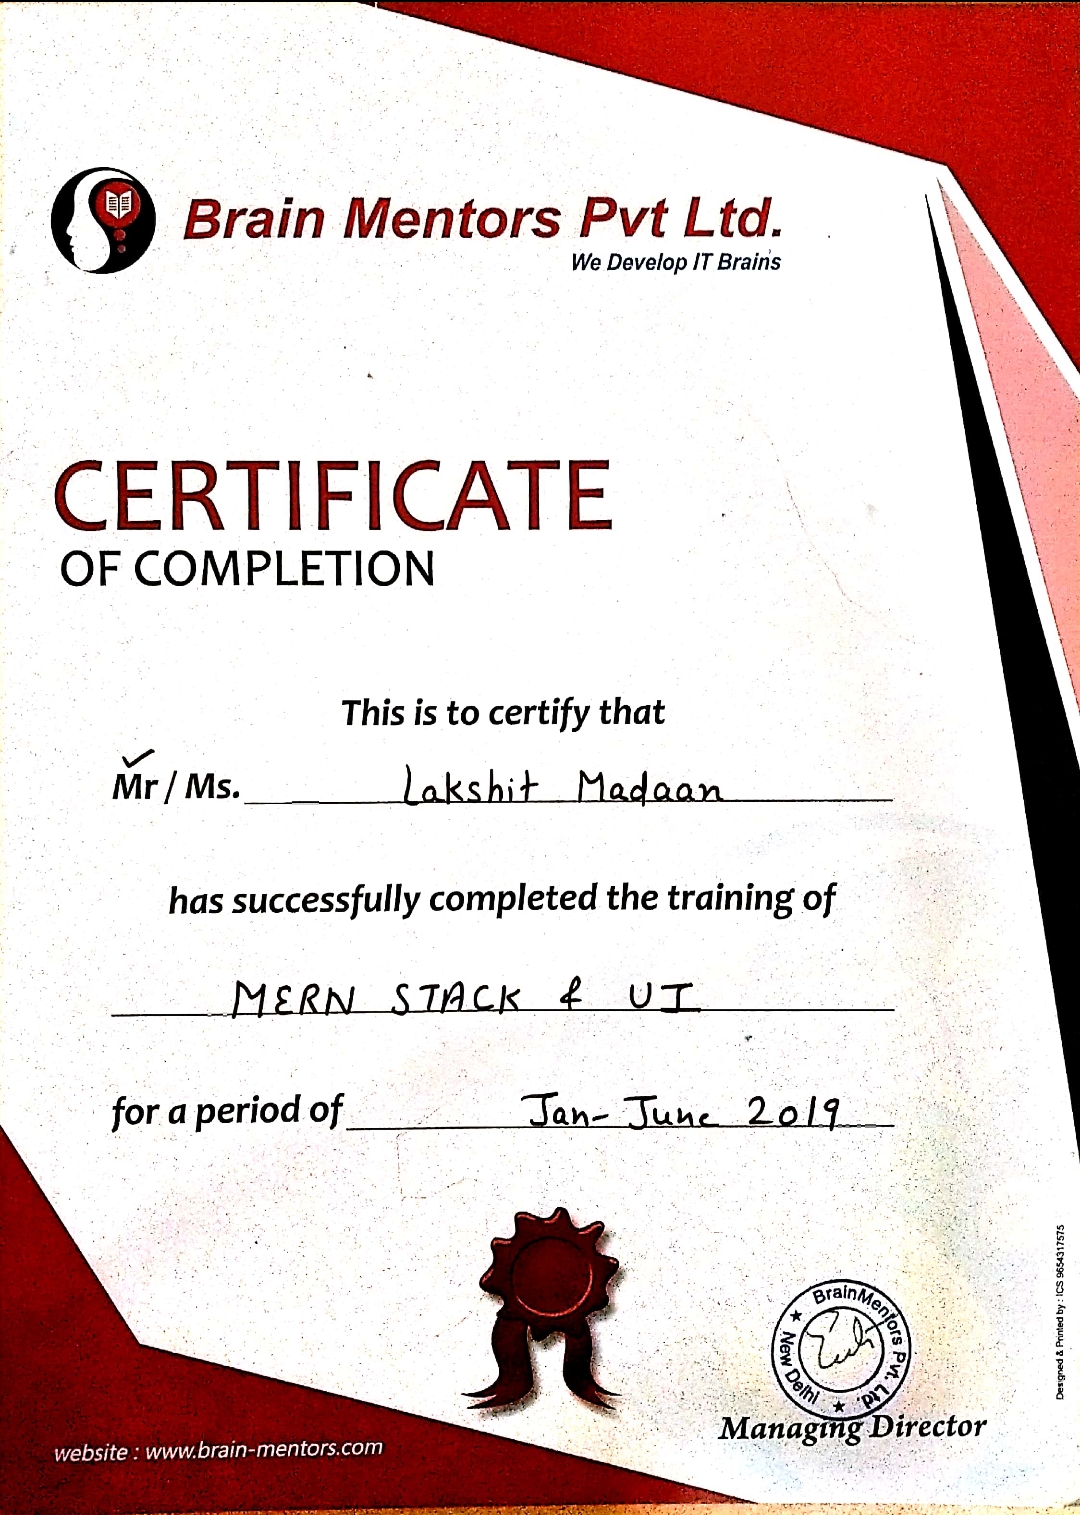 Brain Mentors Pvt Ltd.
We Develop IT Brains
CERTIFICATE
OF COMPLETION
This is to certify that
Mr / Ms. Lakshit Madaan
has successfully completed the training of
MERN STACK & UI
for a period of Jan- June 2019
BrainMentors Pvt. Ltd.
New Delhi
Managing Director
website : www.brain-mentors.com
Designed & Printed by : ICS 9654317575